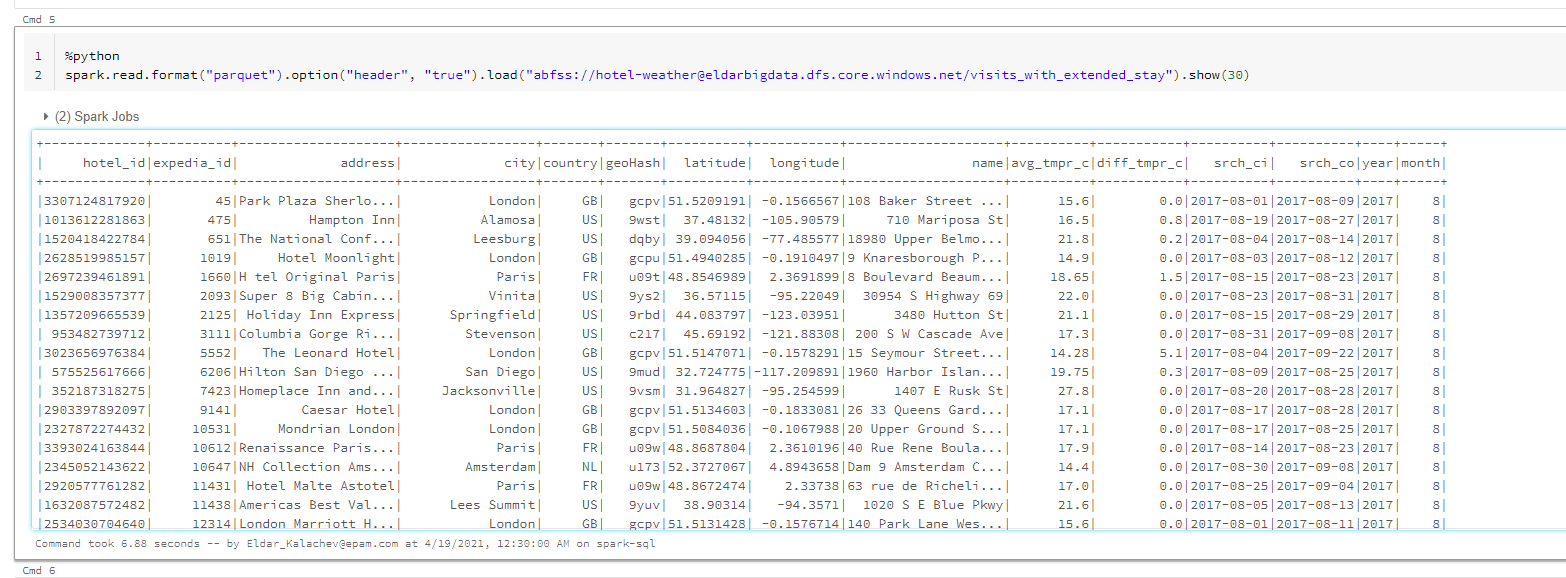 Cmd 5
1 %python
2 spark.read.format("parquet").option("header", "true").load("abfss://hotel-weather@eldarbigdata.dfs.core.windows.net/visits_with_extended_stay").show(30)
(2) Spark Jobs
+-------------+----------+--------------------+-----------------+-------+-------+----------+-----------+--------------------+----------+-----------+----------+----------+----+-----+
| hotel_id|expedia_id| address| city|country|geoHash| latitude| longitude| name|avg_tmpr_c|diff_tmpr_c| srch_ci| srch_co|year|month|
+-------------+----------+--------------------+-----------------+-------+-------+----------+-----------+--------------------+----------+-----------+----------+----------+----+-----+
|3307124817920| 45|Park Plaza Sherlo...| London| GB| gcpv|51.5209191| -0.1566567|108 Baker Street ...| 15.6| 0.0|2017-08-01|2017-08-09|2017| 8|
|1013612281863| 475| Hampton Inn| Alamosa| US| 9wst| 37.48132| -105.90579| 710 Mariposa St| 16.5| 0.8|2017-08-19|2017-08-27|2017| 8|
|1520418422784| 651|The National Conf...| Leesburg| US| dqby| 39.094056| -77.485577|18980 Upper Belmo...| 21.8| 0.2|2017-08-04|2017-08-14|2017| 8|
|2628519985157| 1019| Hotel Moonlight| London| GB| gcpu|51.4940285| -0.1910497|9 Knaresborough P...| 14.9| 0.0|2017-08-03|2017-08-12|2017| 8|
|2697239461891| 1660|H tel Original Paris| Paris| FR| u09t|48.8546989| 2.3691899|8 Boulevard Beaum...| 18.65| 1.5|2017-08-15|2017-08-23|2017| 8|
|1529008357377| 2093|Super 8 Big Cabin...| Vinita| US| 9ys2| 36.57115| -95.22049| 30954 S Highway 69| 22.0| 0.0|2017-08-23|2017-08-31|2017| 8|
|1357209665539| 2125| Holiday Inn Express| Springfield| US| 9rbd| 44.083797| -123.03951| 3480 Hutton St| 21.1| 0.0|2017-08-15|2017-08-29|2017| 8|
| 953482739712| 3111|Columbia Gorge Ri...| Stevenson| US| c217| 45.69192| -121.88308| 200 S W Cascade Ave| 17.3| 0.0|2017-08-31|2017-09-08|2017| 8|
|3023656976384| 5552| The Leonard Hotel| London| GB| gcpv|51.5147071| -0.1578291|15 Seymour Street...| 14.28| 5.1|2017-08-04|2017-09-22|2017| 8|
| 575525617666| 6206|Hilton San Diego ...| San Diego| US| 9mud| 32.724775|-117.209891|1960 Harbor Islan...| 19.75| 0.3|2017-08-09|2017-08-25|2017| 8|
| 352187318275| 7423|Homeplace Inn and...| Jacksonville| US| 9vsm| 31.964827| -95.254599| 1407 E Rusk St| 27.8| 0.0|2017-08-20|2017-08-28|2017| 8|
|2903397892097| 9141| Caesar Hotel| London| GB| gcpv|51.5134603| -0.1833081|26 33 Queens Gard...| 17.1| 0.0|2017-08-17|2017-08-28|2017| 8|
|2327872274432| 10531| Mondrian London| London| GB| gcpv|51.5084036| -0.1067988|20 Upper Ground S...| 17.1| 0.0|2017-08-17|2017-08-25|2017| 8|
|3393024163844| 10612|Renaissance Paris...| Paris| FR| u09w|48.8687804| 2.3610196|40 Rue Rene Boula...| 17.9| 0.0|2017-08-14|2017-08-23|2017| 8|
|2345052143622| 10647|NH Collection Ams...| Amsterdam| NL| u173|52.3727067| 4.8943658|Dam 9 Amsterdam C...| 14.4| 0.0|2017-08-30|2017-09-08|2017| 8|
|2920577761282| 11431| Hotel Malte Astotel| Paris| FR| u09w|48.8672474| 2.33738|63 rue de Richeli...| 17.0| 0.0|2017-08-25|2017-09-04|2017| 8|
|1632087572482| 11438|Americas Best Val...| Lees Summit| US| 9yuv| 38.90314| -94.3571| 1020 S E Blue Pkwy| 21.6| 0.0|2017-08-05|2017-08-13|2017| 8|
|2534030704640| 12314|London Marriott H...| London| GB| gcpv|51.5131428| -0.1576714|140 Park Lane Wes...| 15.6| 0.0|2017-08-01|2017-08-11|2017| 8|
Command took 6.88 seconds -- by Eldar_Kalachev@epam.com at 4/19/2021, 12:30:00 AM on spark-sql
Cmd 6